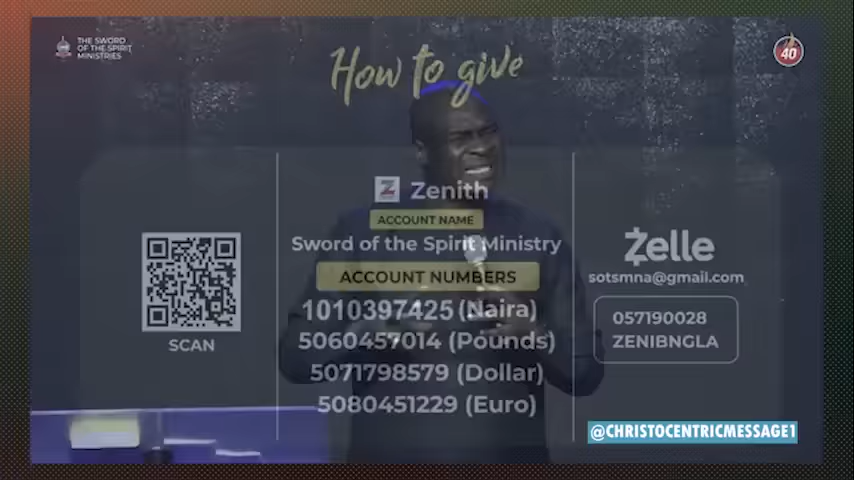 THE SWORD
OF THE SPIRIT
MINISTRIES
40
How to give
Z Zenith
ACCOUNT NAME
Sword of the Spirit Ministry
ACCOUNT NUMBERS
1010397425 (Naira)
5060457014 (Pounds)
5071798579 (Dollar)
5080451229 (Euro)
SCAN
Zelle
sotsmna@gmail.com
057190028
ZENIBNGLA
@CHRISTOCENTRICMESSAGE1